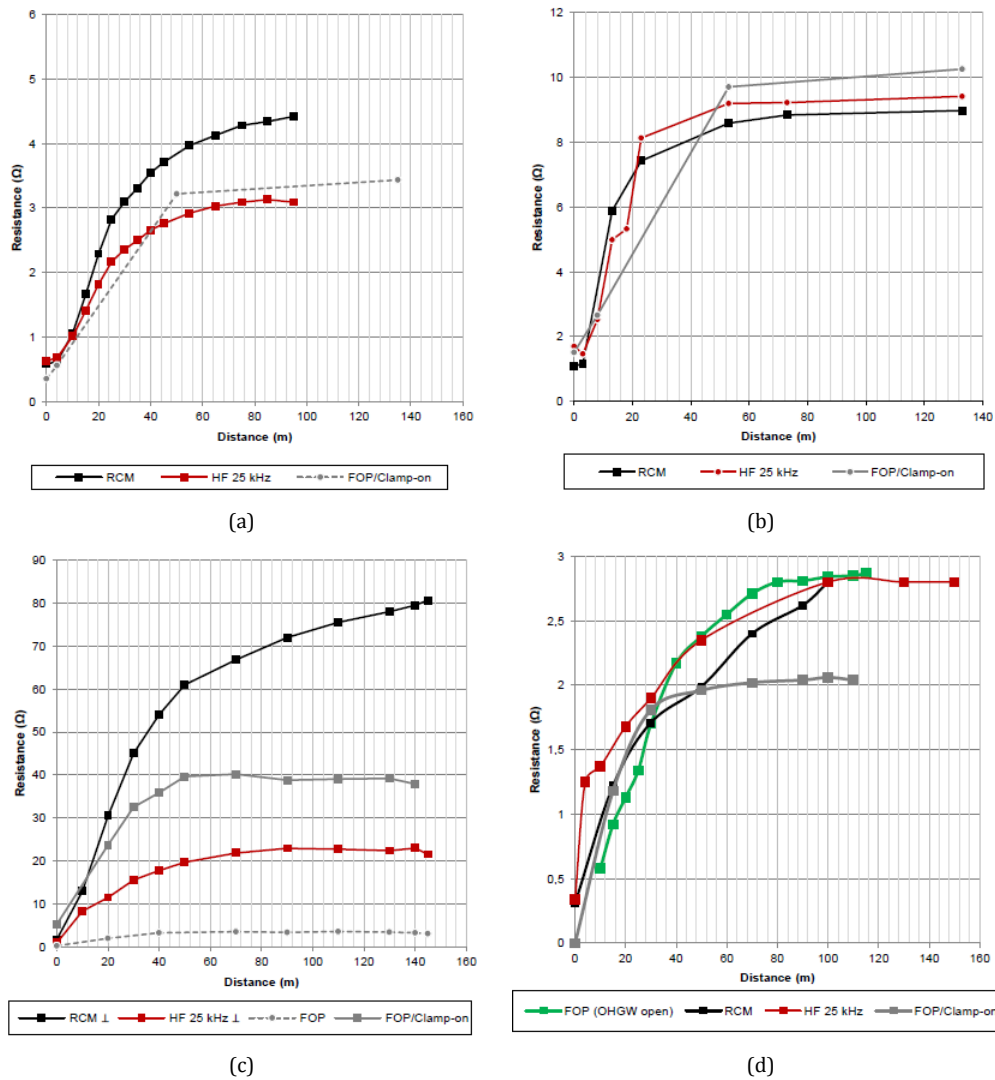 6
5
4
3
2
1
0
Resistance (Ω)
0 20 40 60 80 100 120 140 160
Distance (m)
RCM HF 25 kHz FOP/Clamp-on
(a)
12
10
8
6
4
2
0
Resistance (Ω)
0 20 40 60 80 100 120 140
Distance (m)
RCM HF 25 kHz FOP/Clamp-on
(b)
90
80
70
60
50
40
30
20
10
0
Resistance (Ω)
0 20 40 60 80 100 120 140 160
Distance (m)
RCM ⊥ HF 25 kHz ⊥ FOP FOP/Clamp-on
(c)
3
2,5
2
1,5
1
0,5
0
Resistance (Ω)
0 20 40 60 80 100 120 140 160
Distance (m)
FOP (OHGW open) RCM HF 25 kHz FOP/Clamp-on
(d)